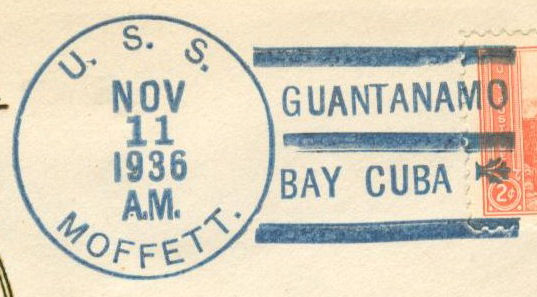 U. S. S.
NOV
11
1936
A.M.
MOFFETT.
GUANTANAMO
BAY CUBA
2¢